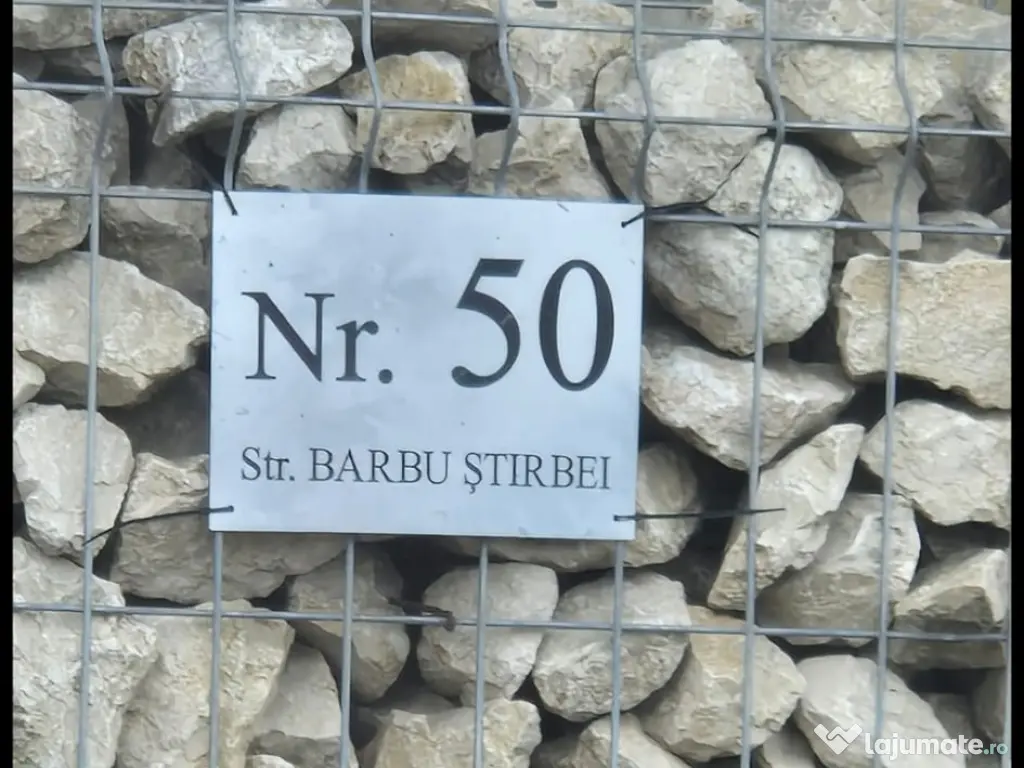 Nr. 50
Str. BARBU ŞTIRBEI
lajumate.ro